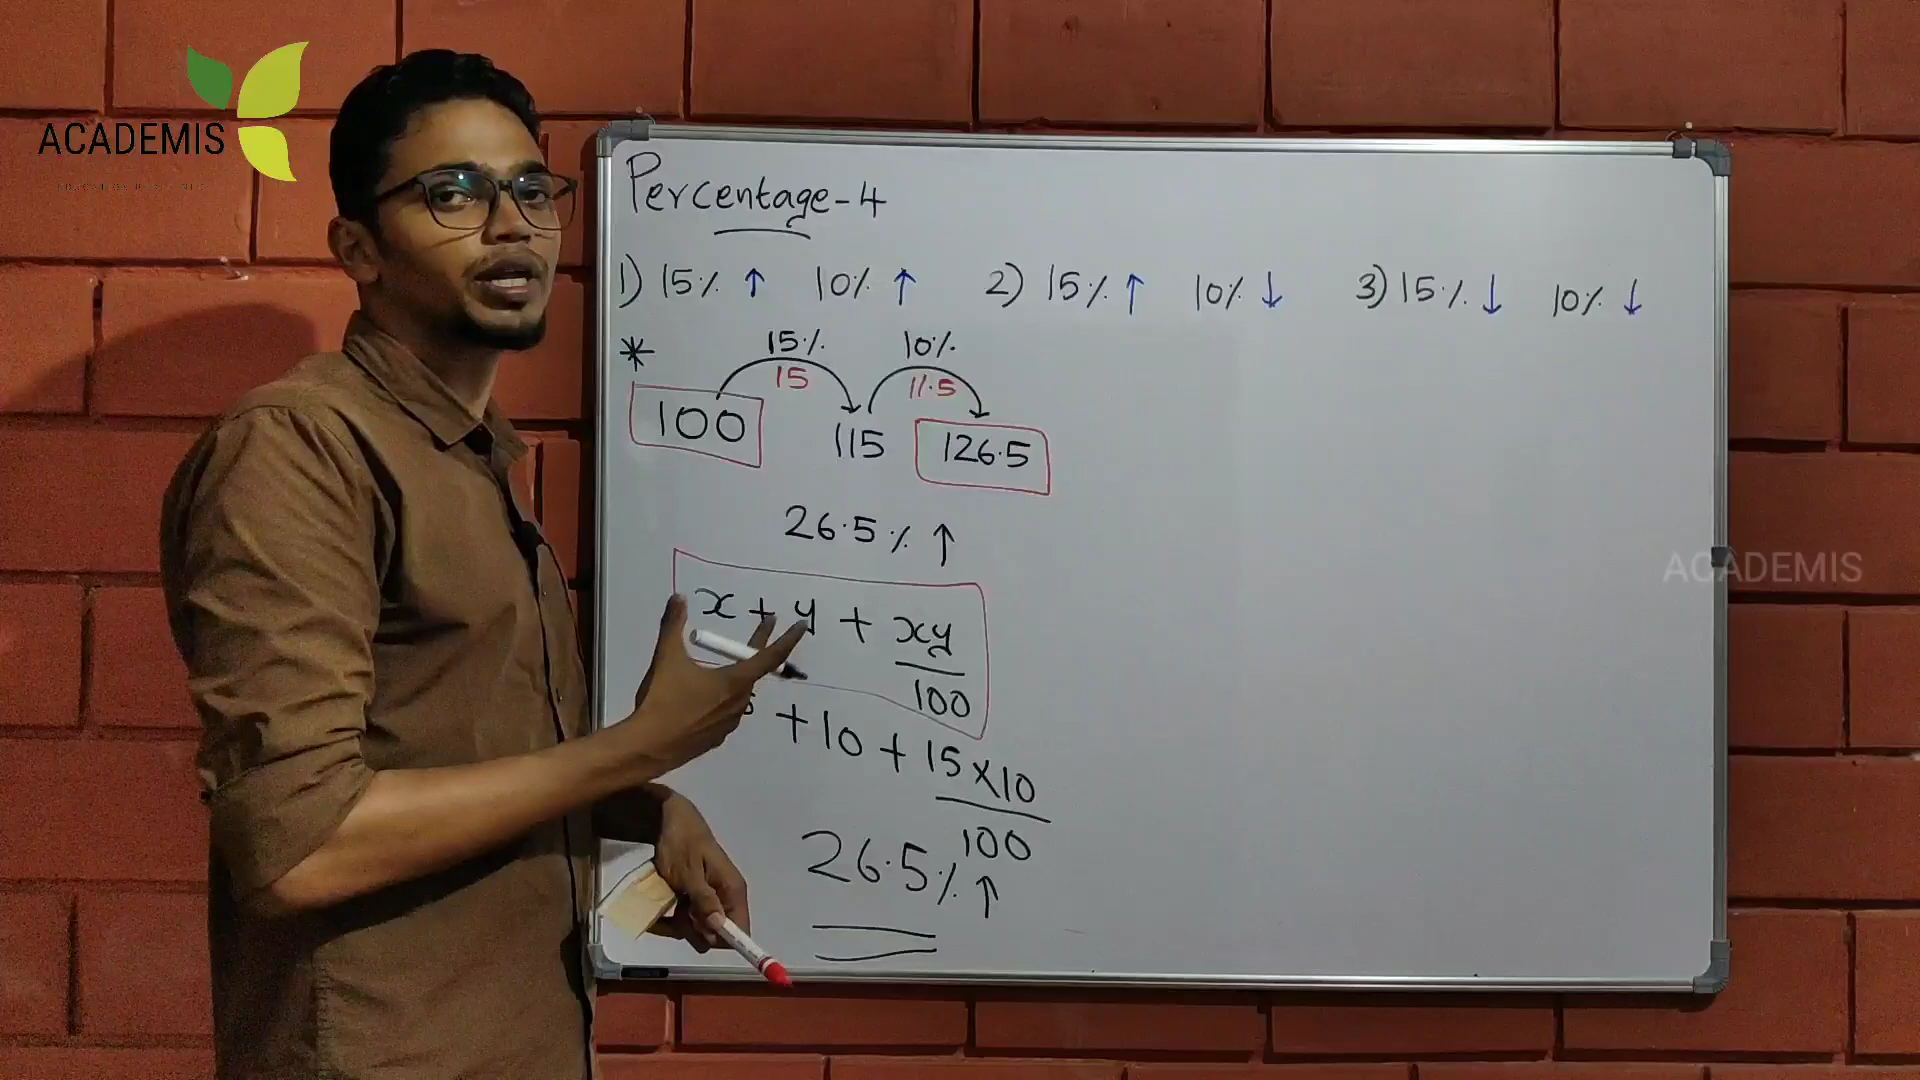 ACADEMIS
Percentage-4
1) 15% ↑ 10% ↑ 2) 15% ↑ 10% ↓ 3) 15% ↓ 10% ↓
* 15% 10%
15 11.5
100 115 126.5
26.5% ↑
x + y + xy
100
+ 10 + 15×10
100
26.5% ↑
ACADEMIS